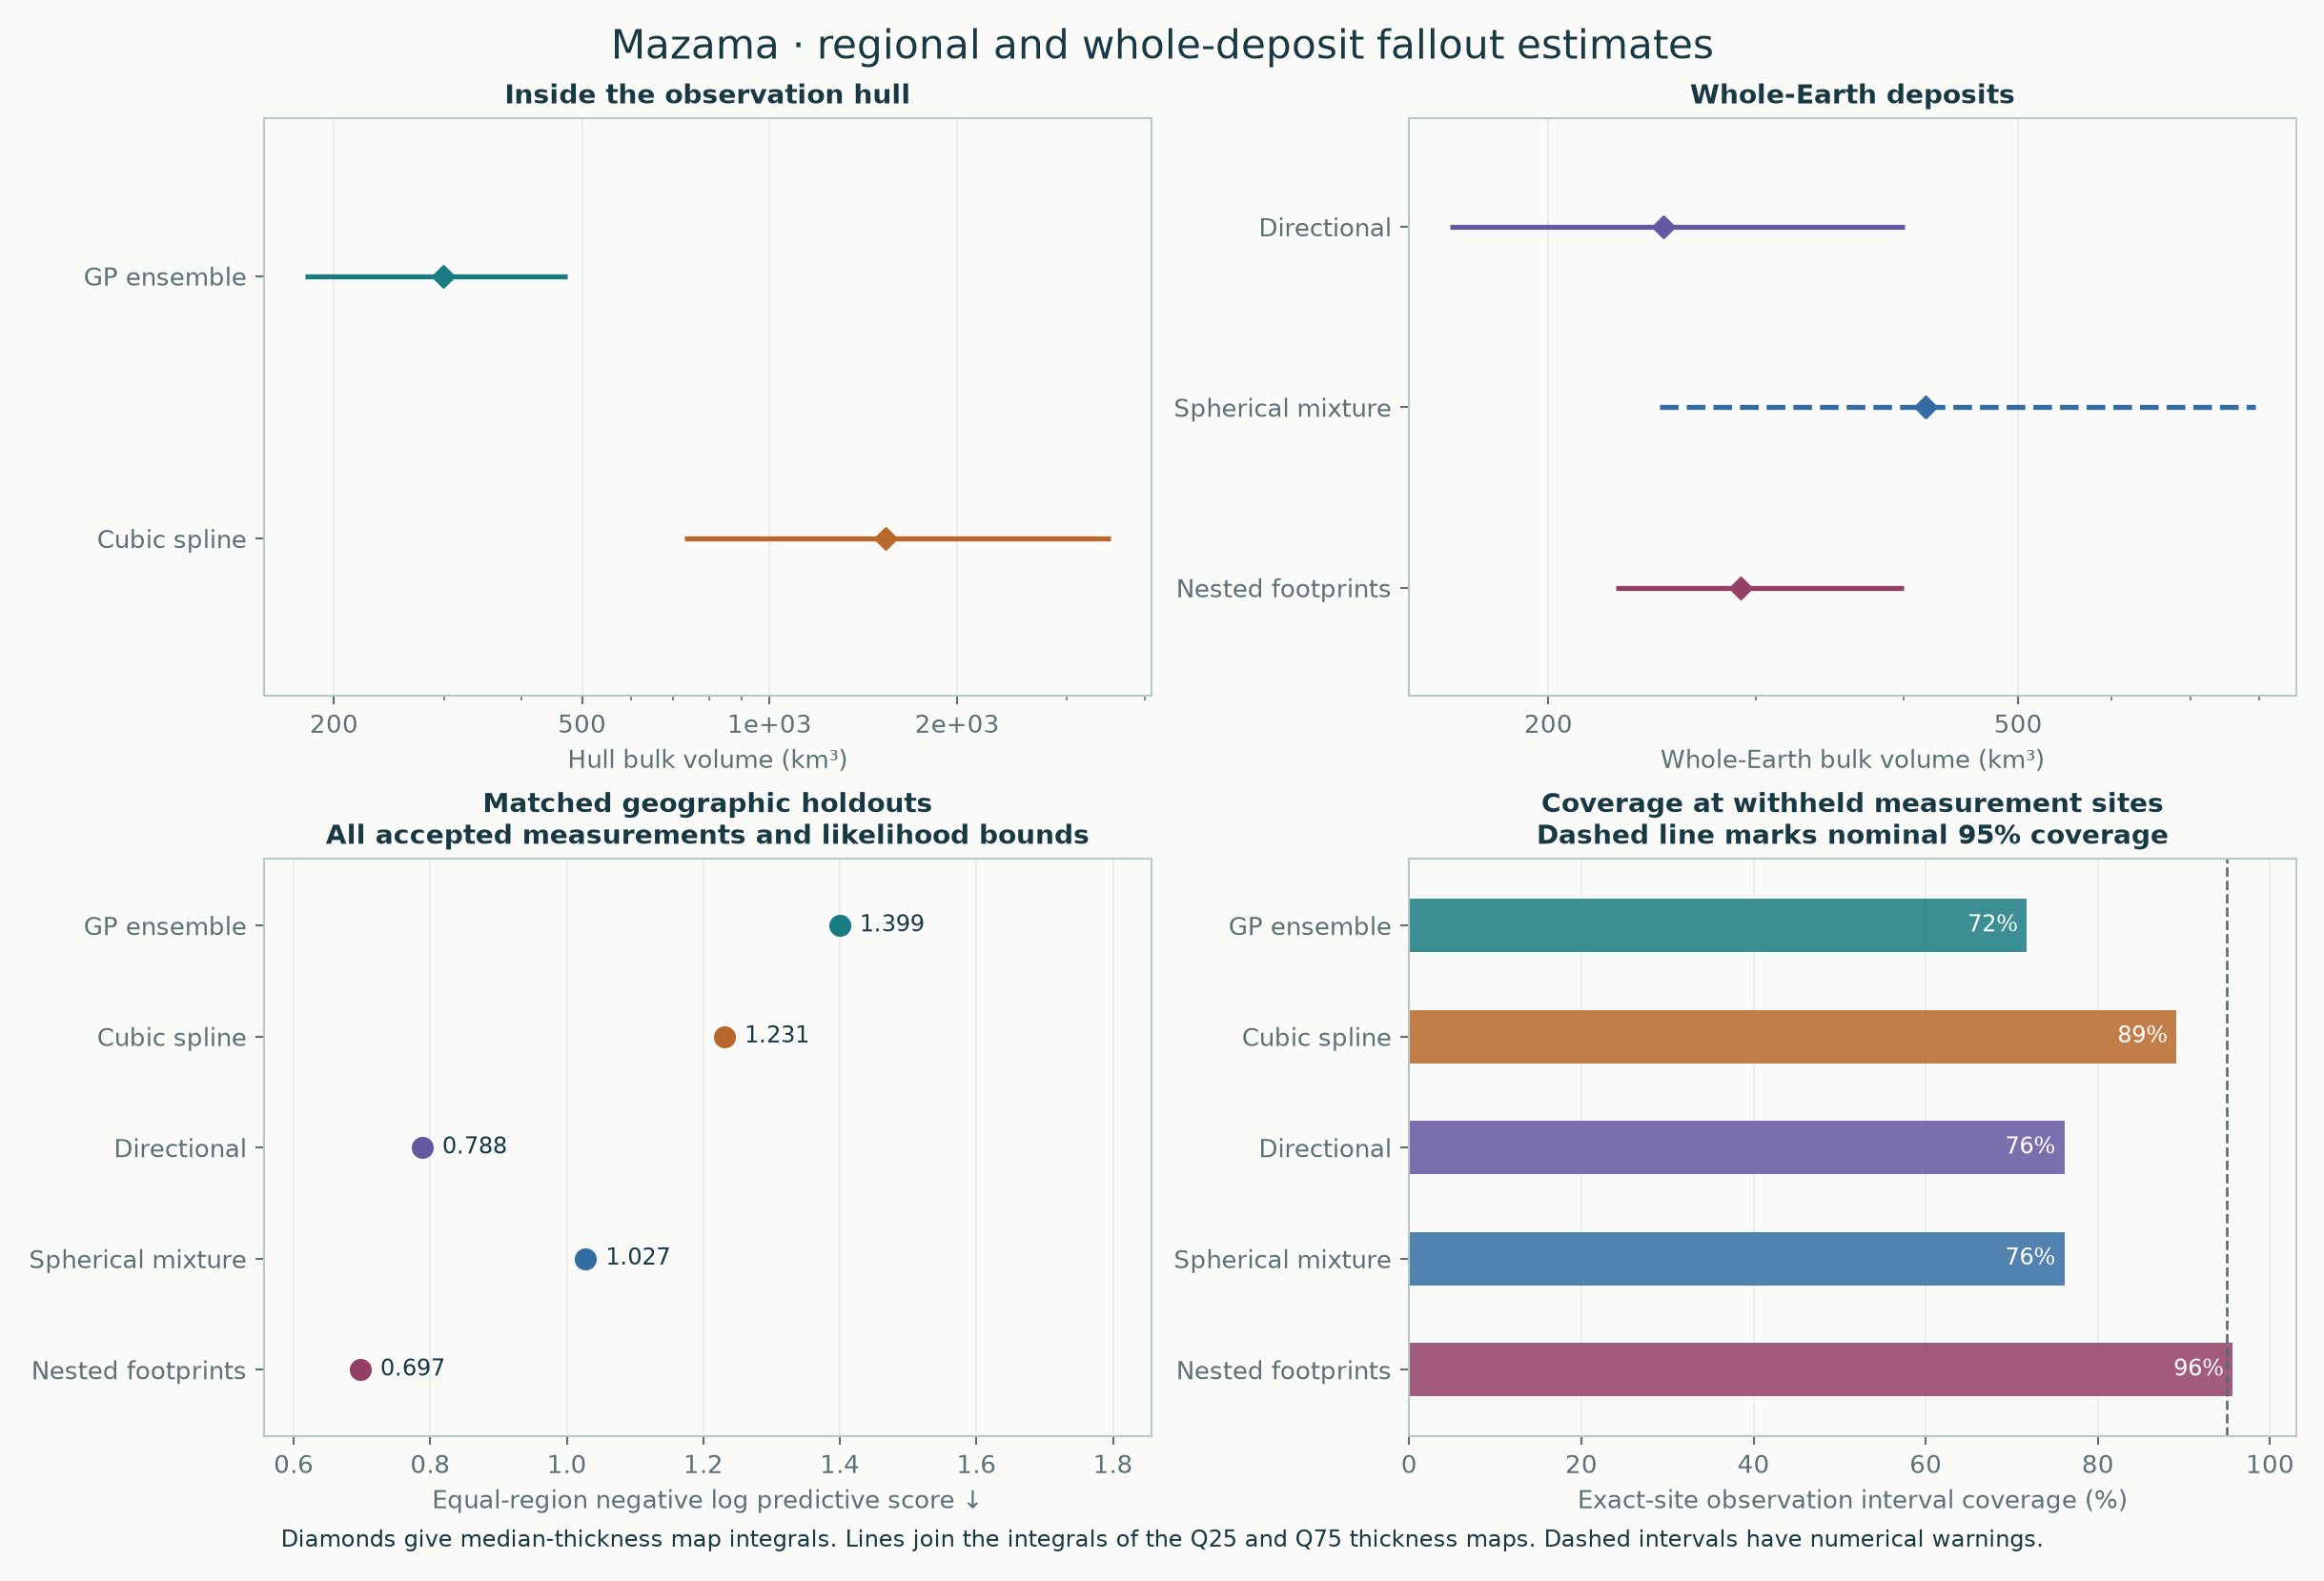 Mazama · regional and whole-deposit fallout estimates
Inside the observation hull
GP ensemble
Cubic spline
200
500
1e+03
2e+03
Hull bulk volume (km³)
Whole-Earth deposits
Directional
Spherical mixture
Nested footprints
200
500
Whole-Earth bulk volume (km³)
Matched geographic holdouts
All accepted measurements and likelihood bounds
GP ensemble
1.399
Cubic spline
1.231
Directional
0.788
Spherical mixture
1.027
Nested footprints
0.697
0.6
0.8
1.0
1.2
1.4
1.6
1.8
Equal-region negative log predictive score ↓
Coverage at withheld measurement sites
Dashed line marks nominal 95% coverage
GP ensemble
72%
Cubic spline
89%
Directional
76%
Spherical mixture
76%
Nested footprints
96%
0
20
40
60
80
100
Exact-site observation interval coverage (%)
Diamonds give median-thickness map integrals. Lines join the integrals of the Q25 and Q75 thickness maps. Dashed intervals have numerical warnings.